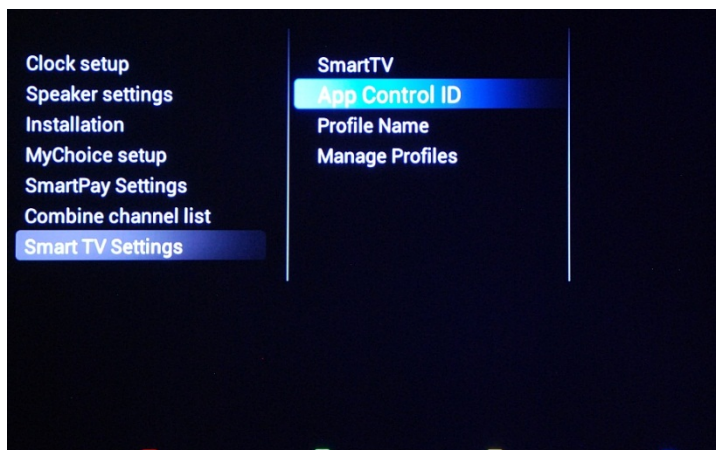 Clock setup
Speaker settings
Installation
MyChoice setup
SmartPay Settings
Combine channel list
Smart TV Settings
SmartTV
App Control ID
Profile Name
Manage Profiles